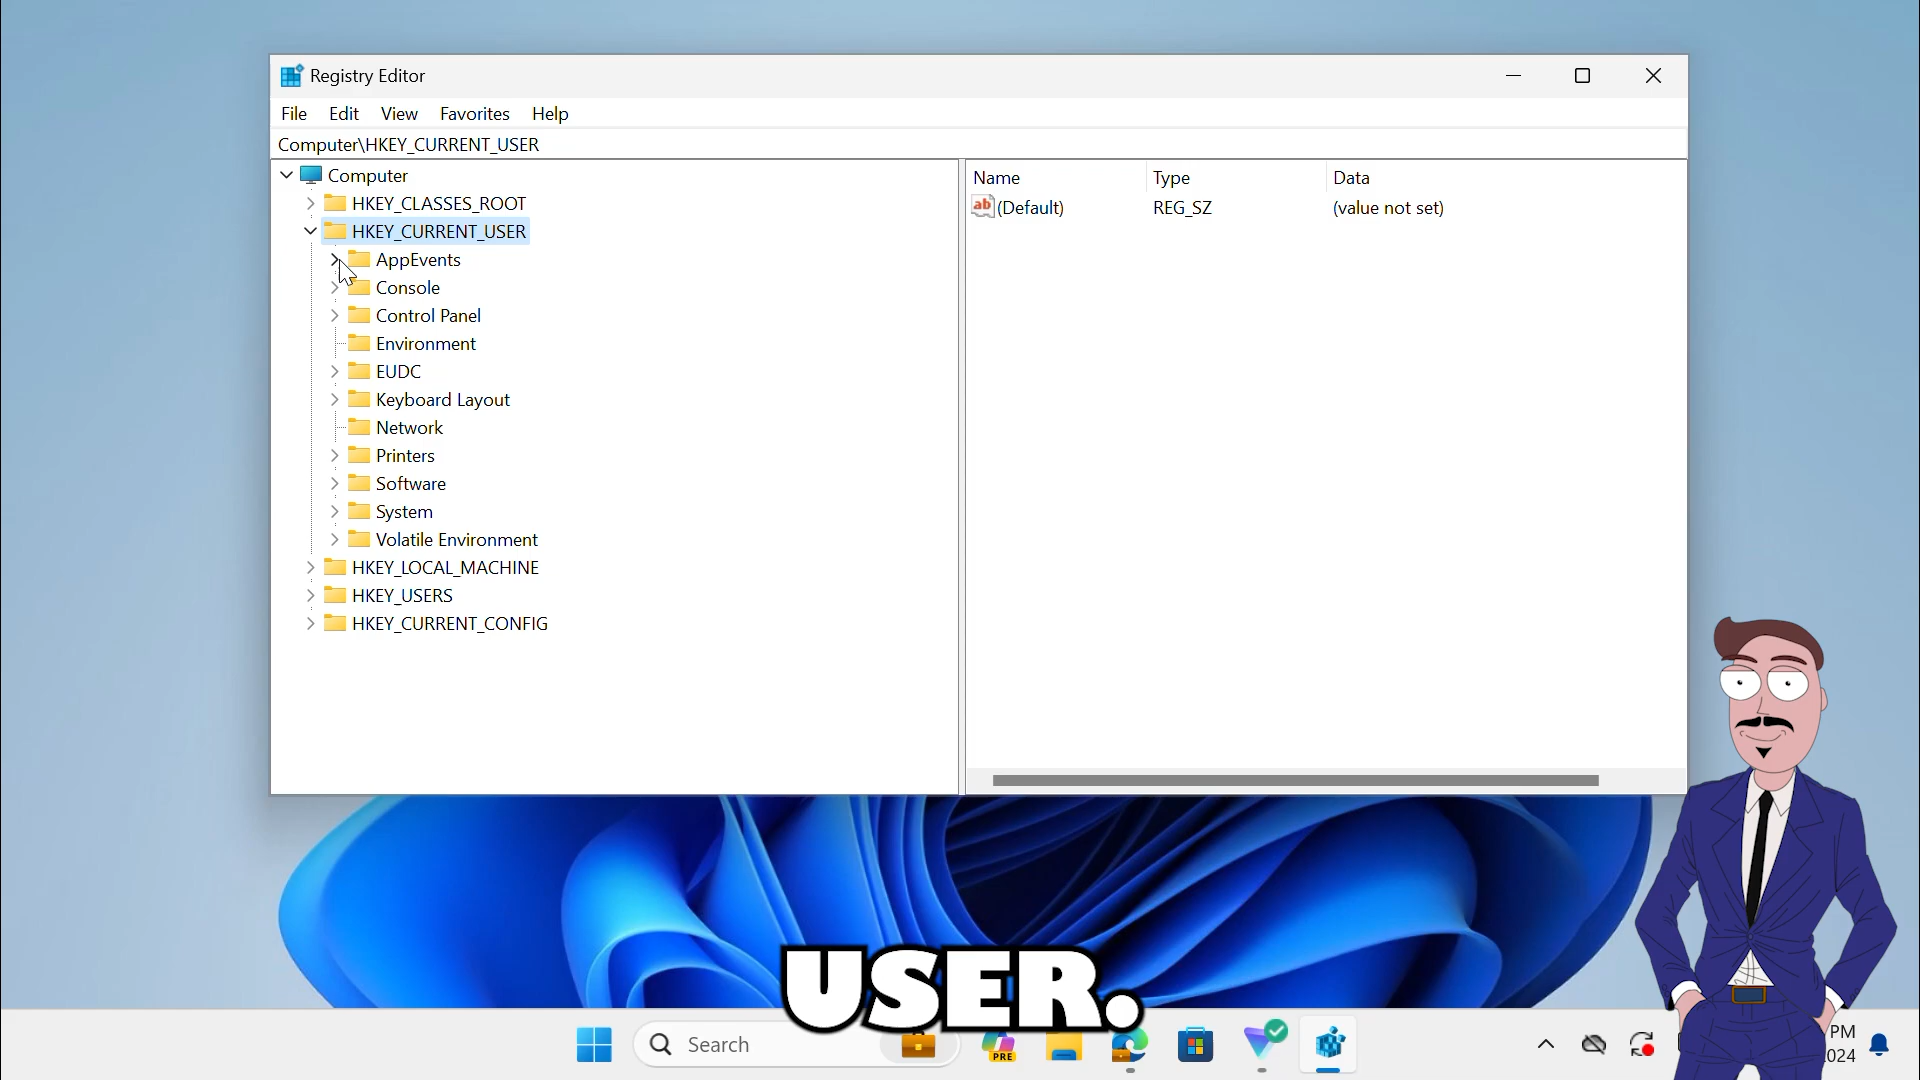 Registry Editor
File Edit View Favorites Help
Computer\HKEY_CURRENT_USER
Computer
HKEY_CLASSES_ROOT
HKEY_CURRENT_USER
AppEvents
Console
Control Panel
Environment
EUDC
Keyboard Layout
Network
Printers
Software
System
Volatile Environment
HKEY_LOCAL_MACHINE
HKEY_USERS
HKEY_CURRENT_CONFIG
Name Type Data
ab (Default) REG_SZ (value not set)
USER.
Search
PRE
PM
024